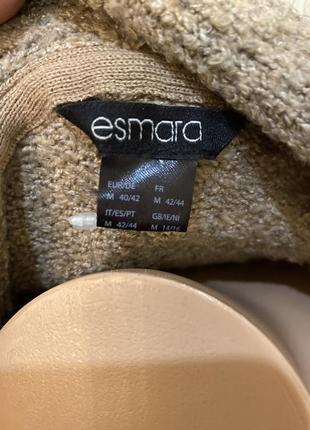 esmara
EUR/DE FR
M 40/42 M 42/44
IT/ES/PT GB/IE/NI
M 42/44 M 14/16